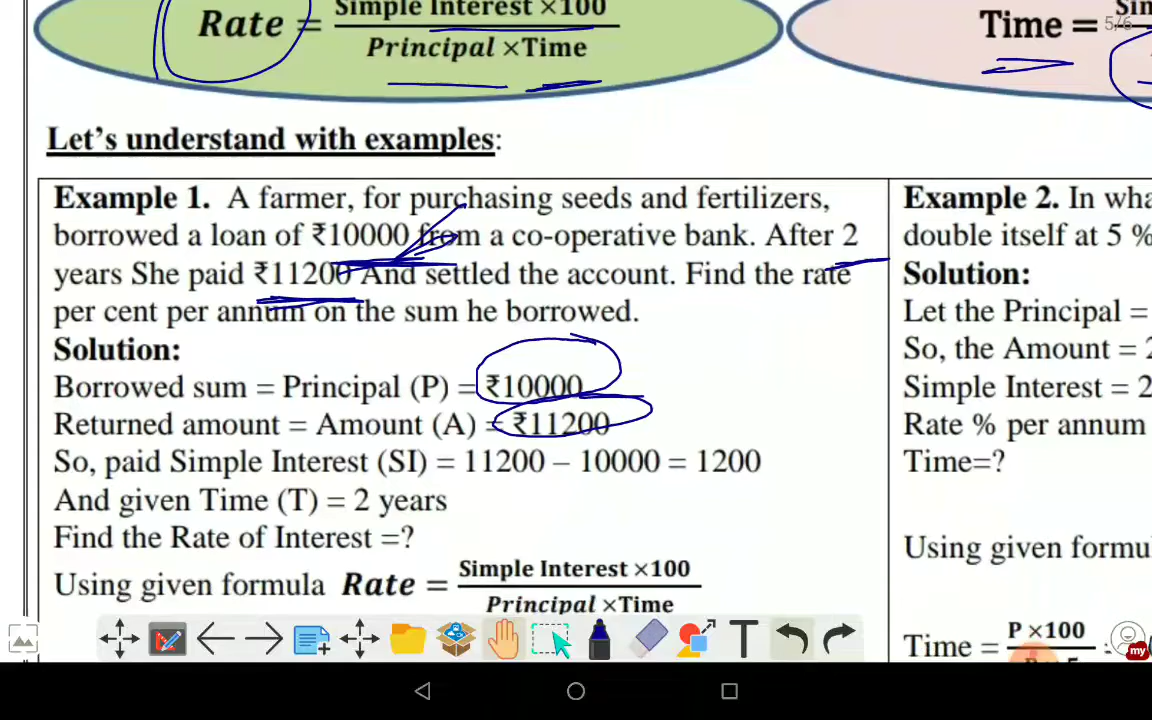 Rate = Simple Interest ×100
Principal ×Time
Time =
5/6
Let's understand with examples:
Example 1. A farmer, for purchasing seeds and fertilizers,
borrowed a loan of ₹10000 from a co-operative bank. After 2
years She paid ₹11200 And settled the account. Find the rate
per cent per annum on the sum he borrowed.
Solution:
Borrowed sum = Principal (P) = ₹10000
Returned amount = Amount (A) = ₹11200
So, paid Simple Interest (SI) = 11200 – 10000 = 1200
And given Time (T) = 2 years
Find the Rate of Interest =?
Using given formula Rate = Simple Interest ×100
Principal ×Time
Example 2. In
double itself at 5 %
Solution:
Let the Principal =
So, the Amount = 2
Simple Interest = 2
Rate % per annum
Time=?
Using given
Time = P ×100
T
my